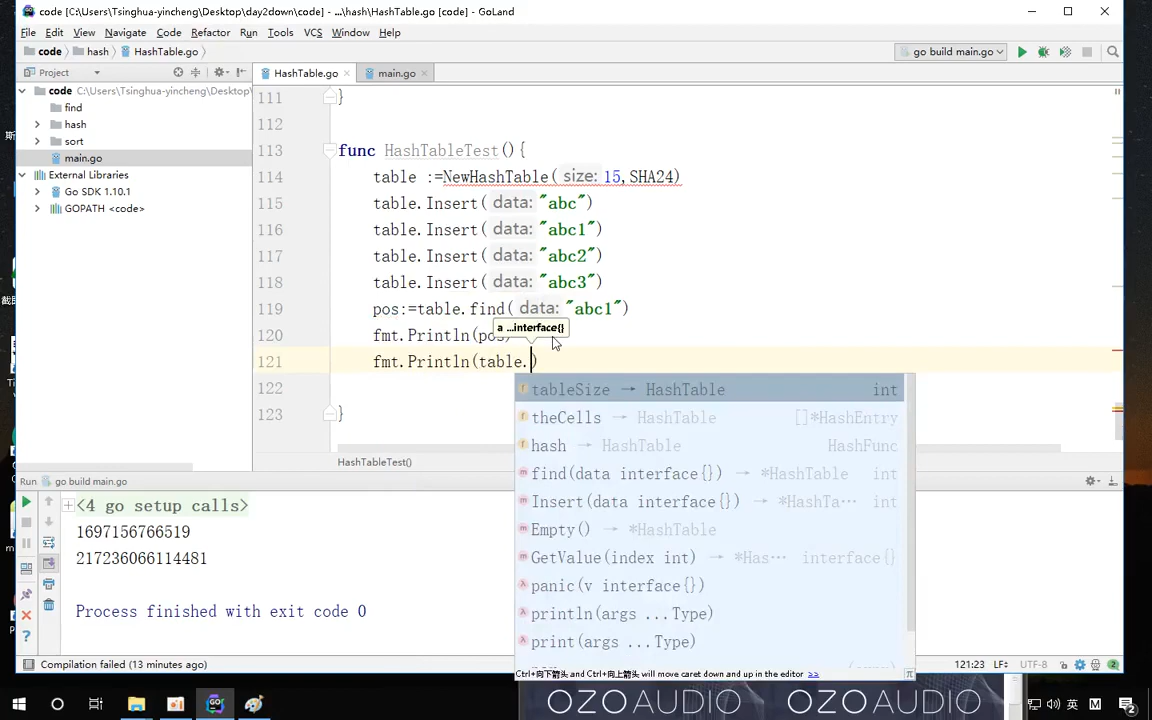 code [C:\Users\Tsinghua-yincheng\Desktop\day2down\code] - ...\hash\HashTable.go [code] - GoLand
File Edit View Navigate Code Refactor Run Tools VCS Window Help
code hash HashTable.go go build main.go
Project HashTable.go main.go
code C:\Users\Tsinghua-yincheng\Desktop\
find
hash
sort
main.go
External Libraries
Go SDK 1.10.1
GOPATH <code>
111 }
112
113 func HashTableTest(){
114 table :=NewHashTable( size: 15,SHA24)
115 table.Insert( data: "abc")
116 table.Insert( data: "abc1")
117 table.Insert( data: "abc2")
118 table.Insert( data: "abc3")
119 pos:=table.find( data: "abc1")
a ...interface{}
120 fmt.Println(pos)
121 fmt.Println(table.)
122
123 }
tableSize → HashTable int
theCells → HashTable []*HashEntry
hash → HashTable HashFunc
find(data interface{}) → *HashTable int
Insert(data interface{}) → *HashTa… int
Empty() → *HashTable
GetValue(index int) → *Has… interface{}
panic(v interface{})
println(args ...Type)
print(args ...Type)
Ctrl+向下箭头 and Ctrl+向上箭头 will move caret down and up in the editor >>
HashTableTest()
Run go build main.go
<4 go setup calls>
1697156766519
217236066114481
Process finished with exit code 0
Compilation failed (13 minutes ago) 121:23 LF÷ UTF-8
OZOAUDIO OZOAUDIO
英 M 2